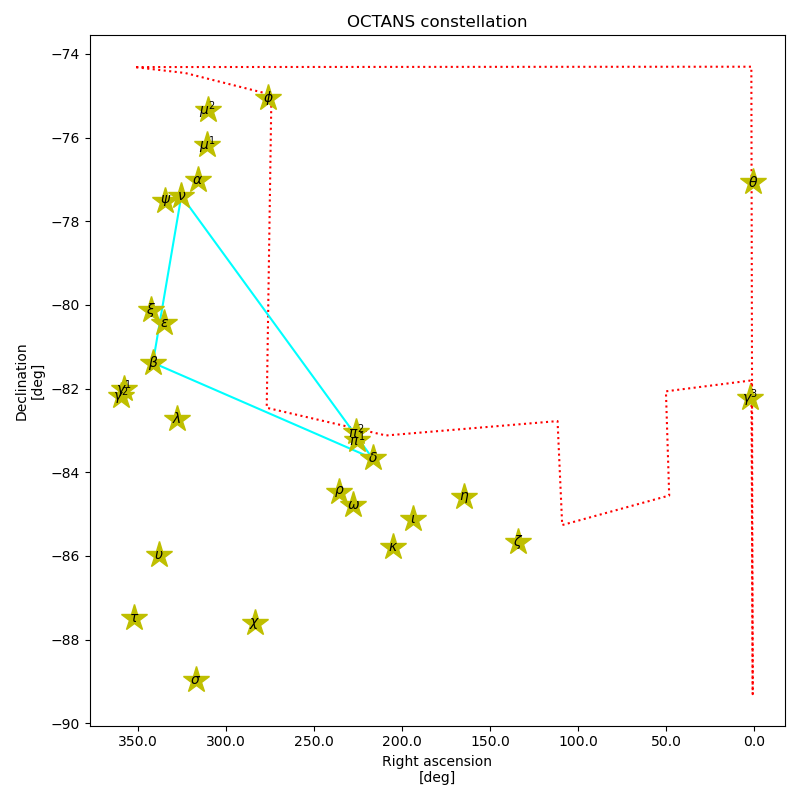 OCTANS constellation
−74
−76
−78
−80
−82
−84
−86
−88
−90
Declination
[deg]
350.0 300.0 250.0 200.0 150.0 100.0 50.0 0.0
Right ascension
[deg]
ϕ
μ²
μ¹
α
θ
ψ ν
ξ
ε
β
γ¹
γ²
γ³
λ
π²
π¹
δ
ρ
η
ω
ι
κ
ζ
υ
τ
χ
σ